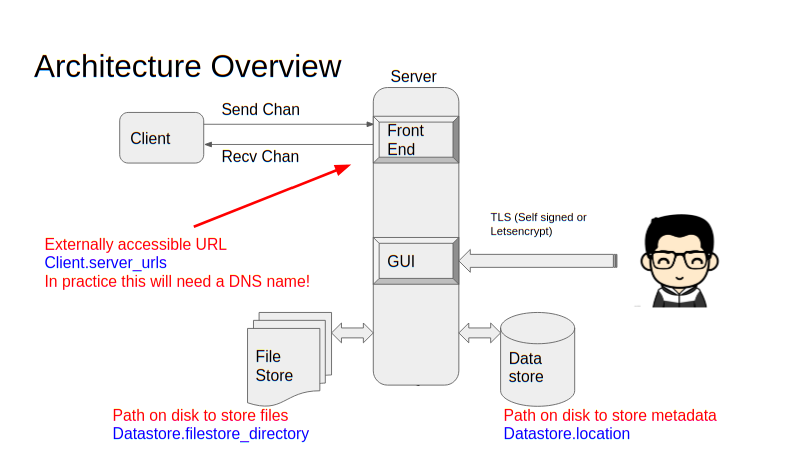 Architecture Overview
Server
Send Chan
Client
Front
End
Recv Chan
TLS (Self signed or
Letsencrypt)
Externally accessible URL
Client.server_urls
In practice this will need a DNS name!
GUI
File
Store
Data
store
Path on disk to store files
Datastore.filestore_directory
Path on disk to store metadata
Datastore.location